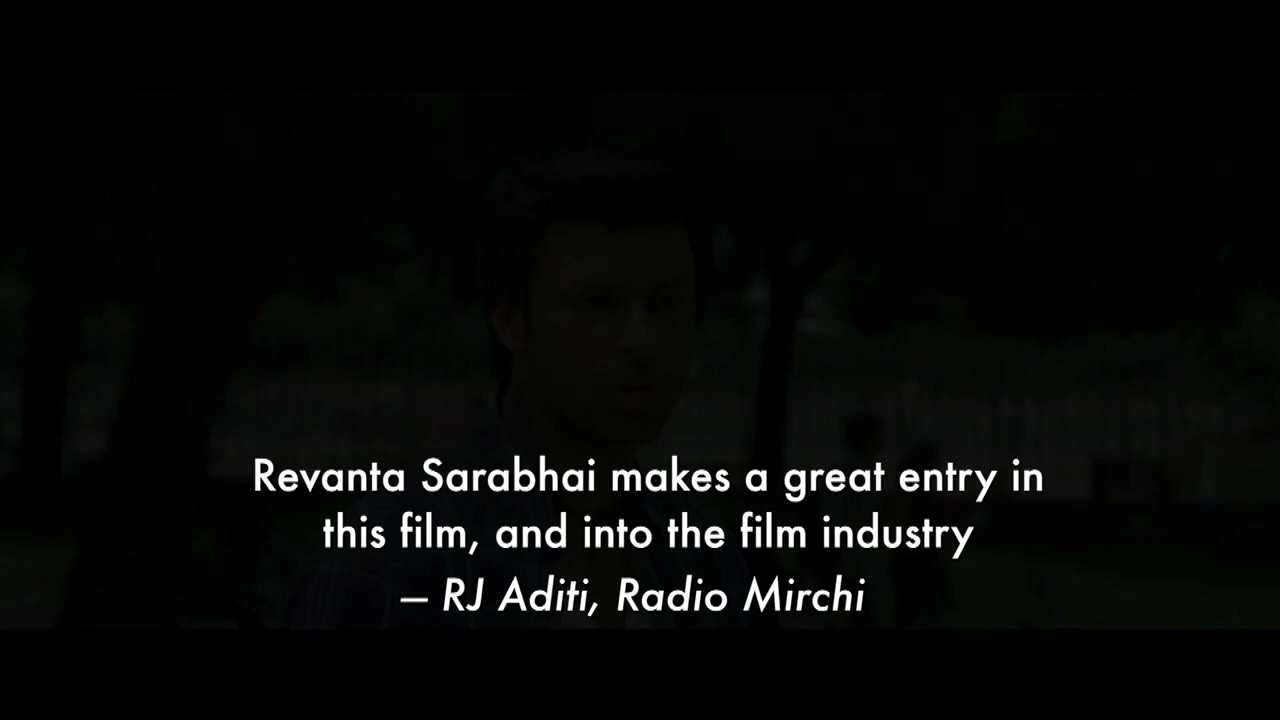 Revanta Sarabhai makes a great entry in
this film, and into the film industry
– RJ Aditi, Radio Mirchi